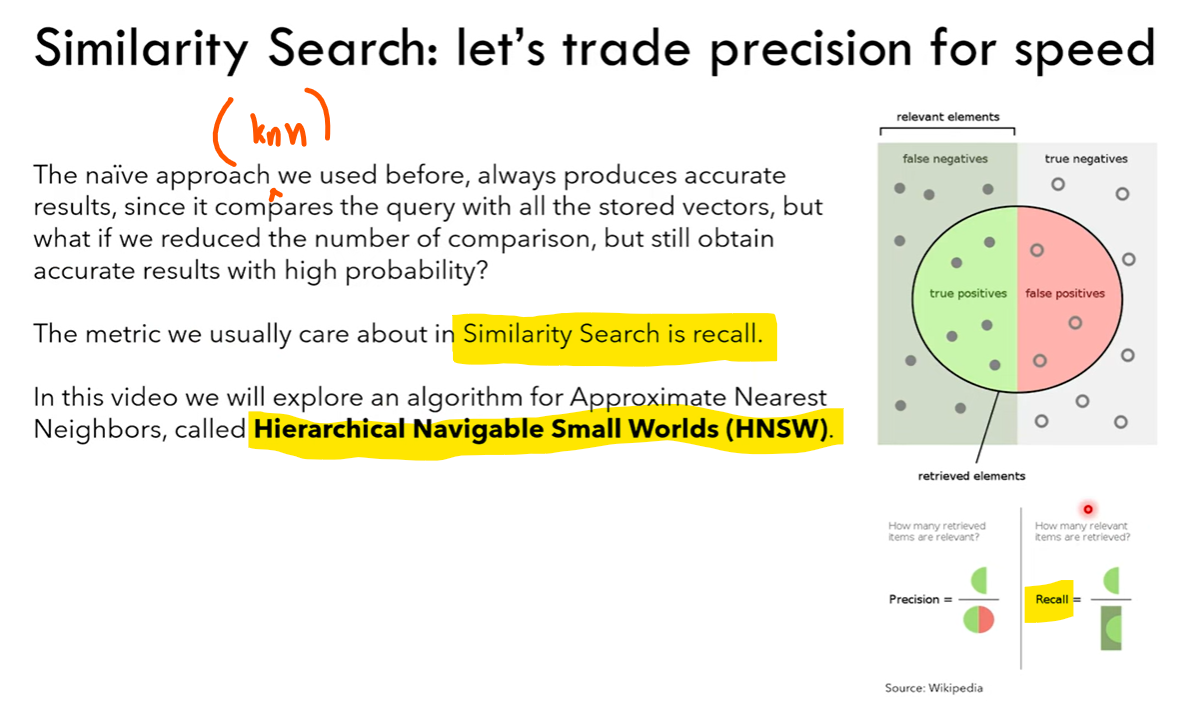 Similarity Search: let's trade precision for speed
(knn)
The naïve approach we used before, always produces accurate
results, since it compares the query with all the stored vectors, but
what if we reduced the number of comparison, but still obtain
accurate results with high probability?
The metric we usually care about in Similarity Search is recall.
In this video we will explore an algorithm for Approximate Nearest
Neighbors, called Hierarchical Navigable Small Worlds (HNSW).
relevant elements
false negatives
true negatives
true positives
false positives
retrieved elements
How many retrieved
items are relevant?
Precision =
How many relevant
items are retrieved?
Recall =
Source: Wikipedia